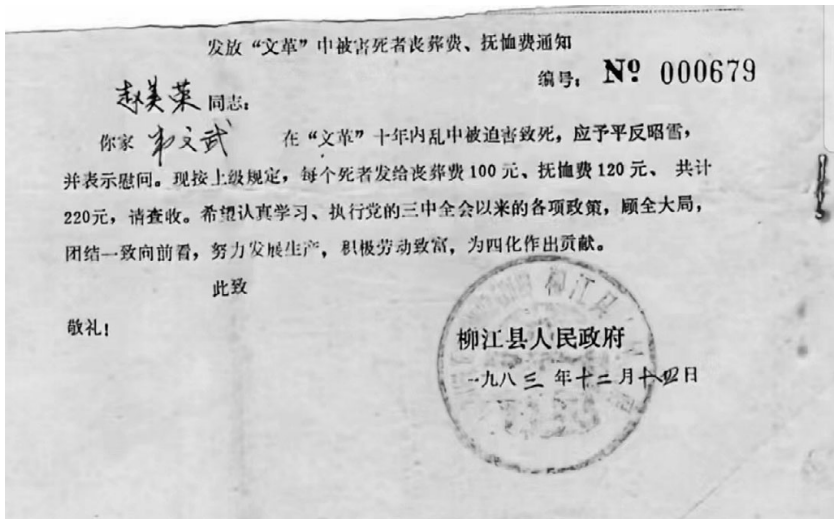 发放“文革”中被害死者丧葬费、抚恤费通知
编号: № 000679
赵美荣 同志:
你家 韦文武 在“文革”十年内乱中被迫害致死，应予平反昭雪，
并表示慰问。现按上级规定，每个死者发给丧葬费100元、抚恤费120元、共计
220元，请查收。希望认真学习、执行党的三中全会以来的各项政策，顾全大局，
团结一致向前看，努力发展生产，积极劳动致富，为四化作出贡献。
此致
敬礼!
柳江县人民政府
一九八三年十二月十四日
柳江县